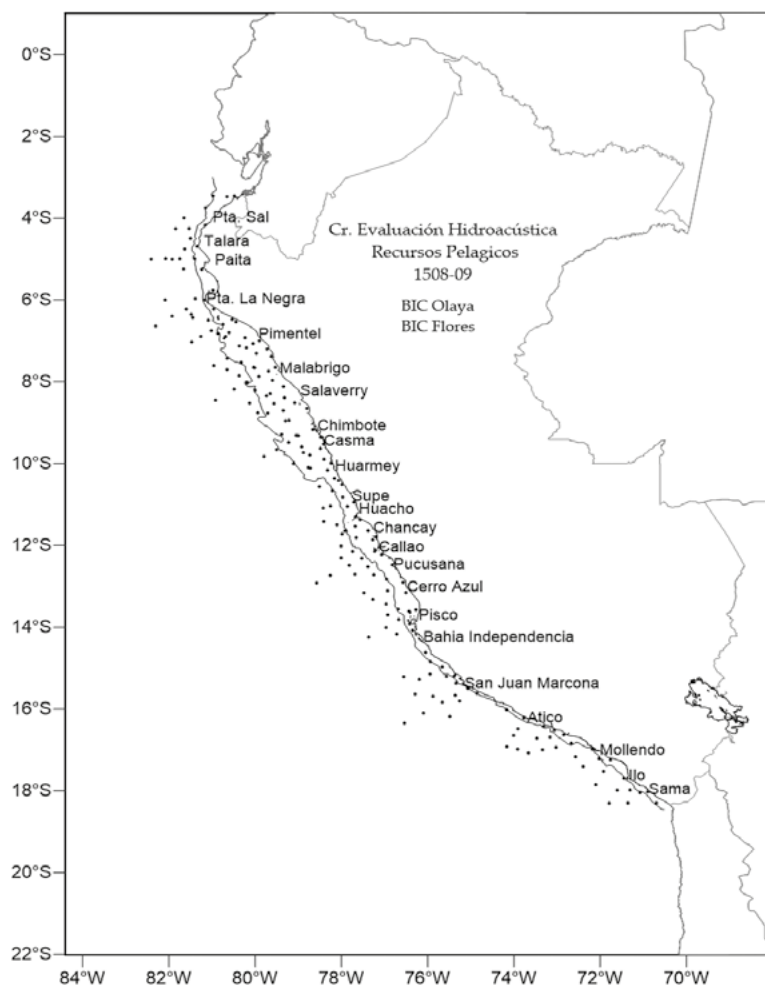 0°S
2°S
4°S
6°S
8°S
10°S
12°S
14°S
16°S
18°S
20°S
22°S
Cr. Evaluación Hidroacústica
Recursos Pelagicos
1508-09
BIC Olaya
BIC Flores
Pta. Sal
Talara
Paita
Pta. La Negra
Pimentel
Malabrigo
Salaverry
Chimbote
Casma
Huarmey
Supe
Huacho
Chancay
Callao
Pucusana
Cerro Azul
Pisco
Bahia Independencia
San Juan Marcona
Atico
Mollendo
Ilo
Sama
84°W
82°W
80°W
78°W
76°W
74°W
72°W
70°W